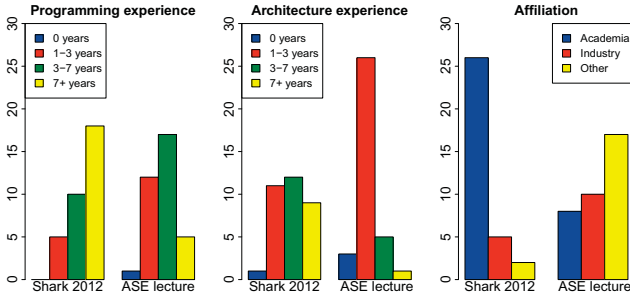 Programming experience
0 years
1−3 years
3−7 years
7+ years
0 5 10 15 20 25 30
Shark 2012 ASE lecture
Architecture experience
0 years
1−3 years
3−7 years
7+ years
0 5 10 15 20 25 30
Shark 2012 ASE lecture
Affiliation
Academia
Industry
Other
0 5 10 15 20 25 30
Shark 2012 ASE lecture